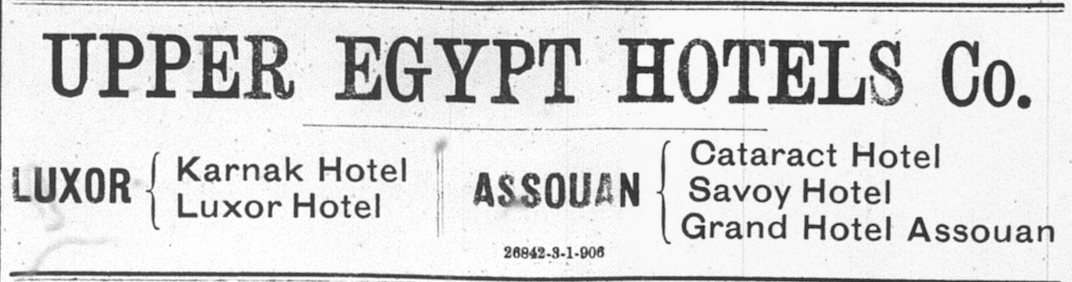 UPPER EGYPT HOTELS Co.
LUXOR { Karnak Hotel
Luxor Hotel
ASSOUAN { Cataract Hotel
Savoy Hotel
Grand Hotel Assouan
26842-3-1-906